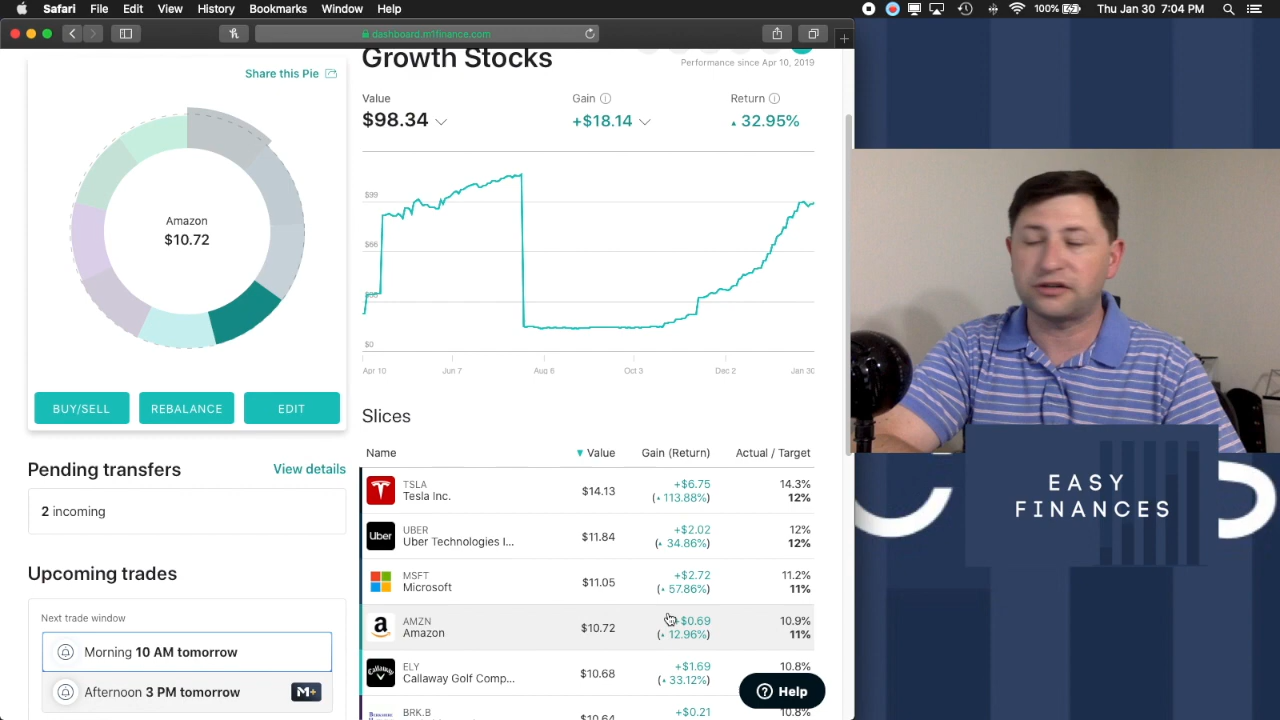 Safari File Edit View History Bookmarks Window Help
100% Thu Jan 30 7:04 PM
dashboard.m1finance.com
Share this Pie
Growth Stocks
Performance since Apr 10, 2019
Value
Gain
Return
$98.34
+$18.14
32.95%
Amazon
$10.72
$99
$66
$0
Apr 10 Jun 7 Aug 8 Oct 3 Dec 2 Jan 30
BUY/SELL
REBALANCE
EDIT
Slices
Name
Value
Gain (Return)
Actual / Target
Pending transfers
View details
2 incoming
Upcoming trades
Next trade window
Morning 10 AM tomorrow
Afternoon 3 PM tomorrow
M+
TSLA
Tesla Inc.
$14.13
+$6.75
(113.88%)
14.3%
12%
Uber
UBER
Uber Technologies I...
$11.84
+$2.02
(34.86%)
12%
12%
MSFT
Microsoft
$11.05
+$2.72
(57.86%)
11.2%
11%
a
AMZN
Amazon
$10.72
+$0.69
(12.96%)
10.9%
11%
Callaway
ELY
Callaway Golf Comp...
$10.68
+$1.69
(33.12%)
10.8%
BRK.B
$10.64
+$0.21
10.8%
Help
EASY
FINANCES